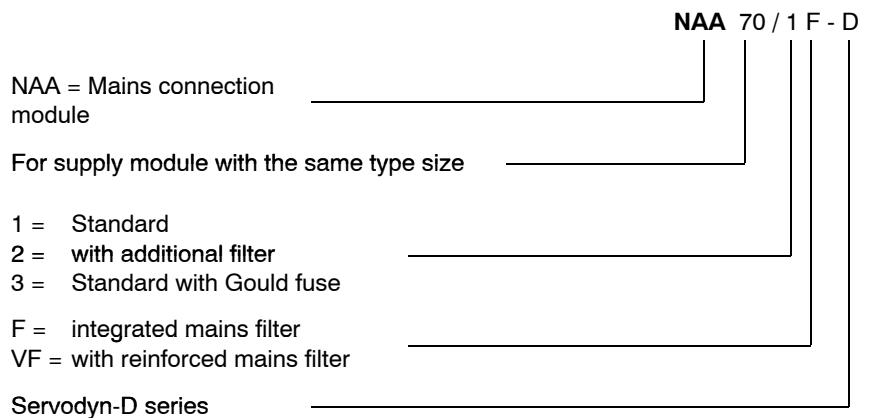 NAA 70 / 1 F - D
NAA = Mains connection
module
For supply module with the same type size
1 = Standard
2 = with additional filter
3 = Standard with Gould fuse
F = integrated mains filter
VF = with reinforced mains filter
Servodyn-D series